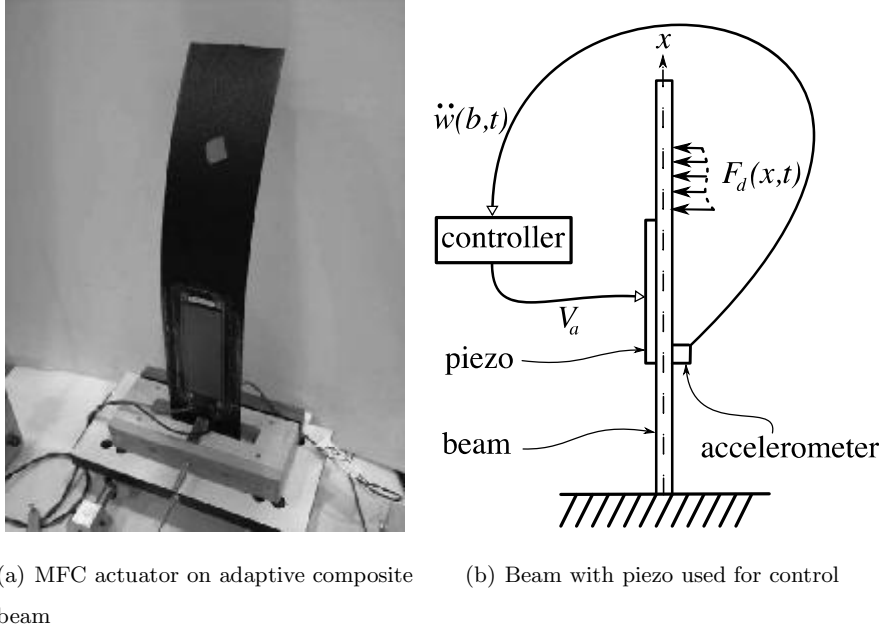 x
ẅ(b,t)
F_d(x,t)
controller
V_a
piezo
beam
accelerometer
(a) MFC actuator on adaptive composite
beam
(b) Beam with piezo used for control